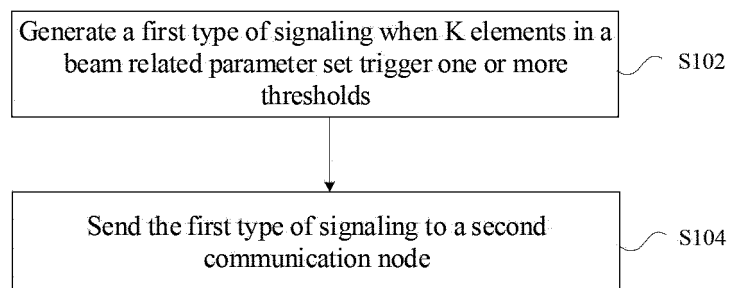 Generate a first type of signaling when K elements in a
beam related parameter set trigger one or more
thresholds
S102
Send the first type of signaling to a second
communication node
S104